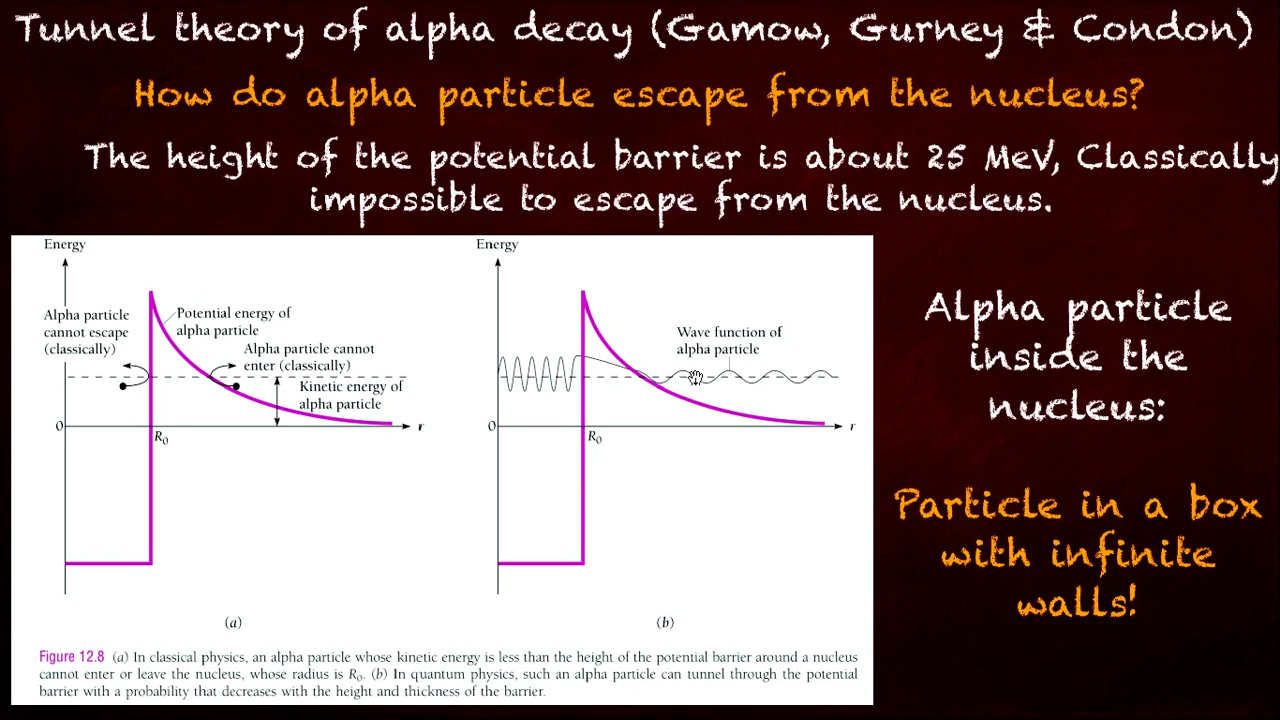 Tunnel theory of alpha decay (Gamow, Gurney & Condon)
How do alpha particle escape from the nucleus?
The height of the potential barrier is about 25 MeV, Classically
impossible to escape from the nucleus.
Energy
Alpha particle
cannot escape
(classically)
Potential energy of
alpha particle
Alpha particle cannot
enter (classically)
Kinetic energy of
alpha particle
0
R₀
r
(a)
Energy
Wave function of
alpha particle
0
R₀
r
(b)
Figure 12.8 (a) In classical physics, an alpha particle whose kinetic energy is less than the height of the potential barrier around a nucleus
cannot enter or leave the nucleus, whose radius is R₀. (b) In quantum physics, such an alpha particle can tunnel through the potential
barrier with a probability that decreases with the height and thickness of the barrier.
Alpha particle
inside the
nucleus:
Particle in a box
with infinite
walls!